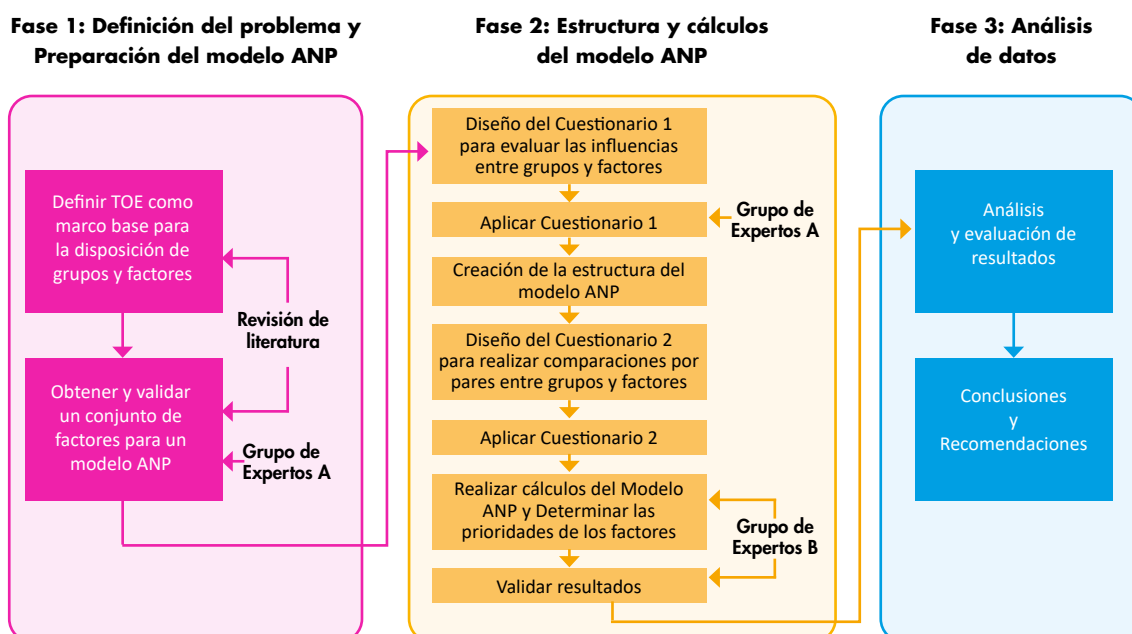 Fase 1: Definición del problema y
Preparación del modelo ANP
Definir TOE como
marco base para
la disposición de
grupos y factores
Revisión de
literatura
Obtener y validar
un conjunto de
factores para un
modelo ANP
Grupo de
Expertos A
Fase 2: Estructura y cálculos
del modelo ANP
Diseño del Cuestionario 1
para evaluar las influencias
entre grupos y factores
Aplicar Cuestionario 1
Grupo de
Expertos A
Creación de la estructura del
modelo ANP
Diseño del Cuestionario 2
para realizar comparaciones por
pares entre grupos y factores
Aplicar Cuestionario 2
Realizar cálculos del Modelo
ANP y Determinar las
prioridades de los factores
Grupo de
Expertos B
Validar resultados
Fase 3: Análisis
de datos
Análisis
y evaluación de
resultados
Conclusiones
y
Recomendaciones